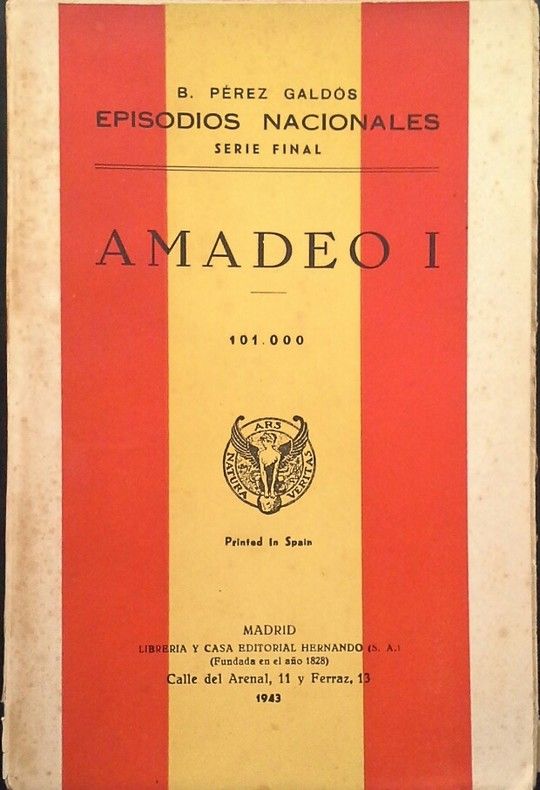 B. PÉREZ GALDÓS
EPISODIOS NACIONALES
SERIE FINAL
AMADEO I
101.000
ARS
NATURA
VERITAS
Printed in Spain
MADRID
LIBRERIA Y CASA EDITORIAL HERNANDO (S. A.)
(Fundada en el año 1828)
Calle del Arenal, 11 y Ferraz, 13
1943